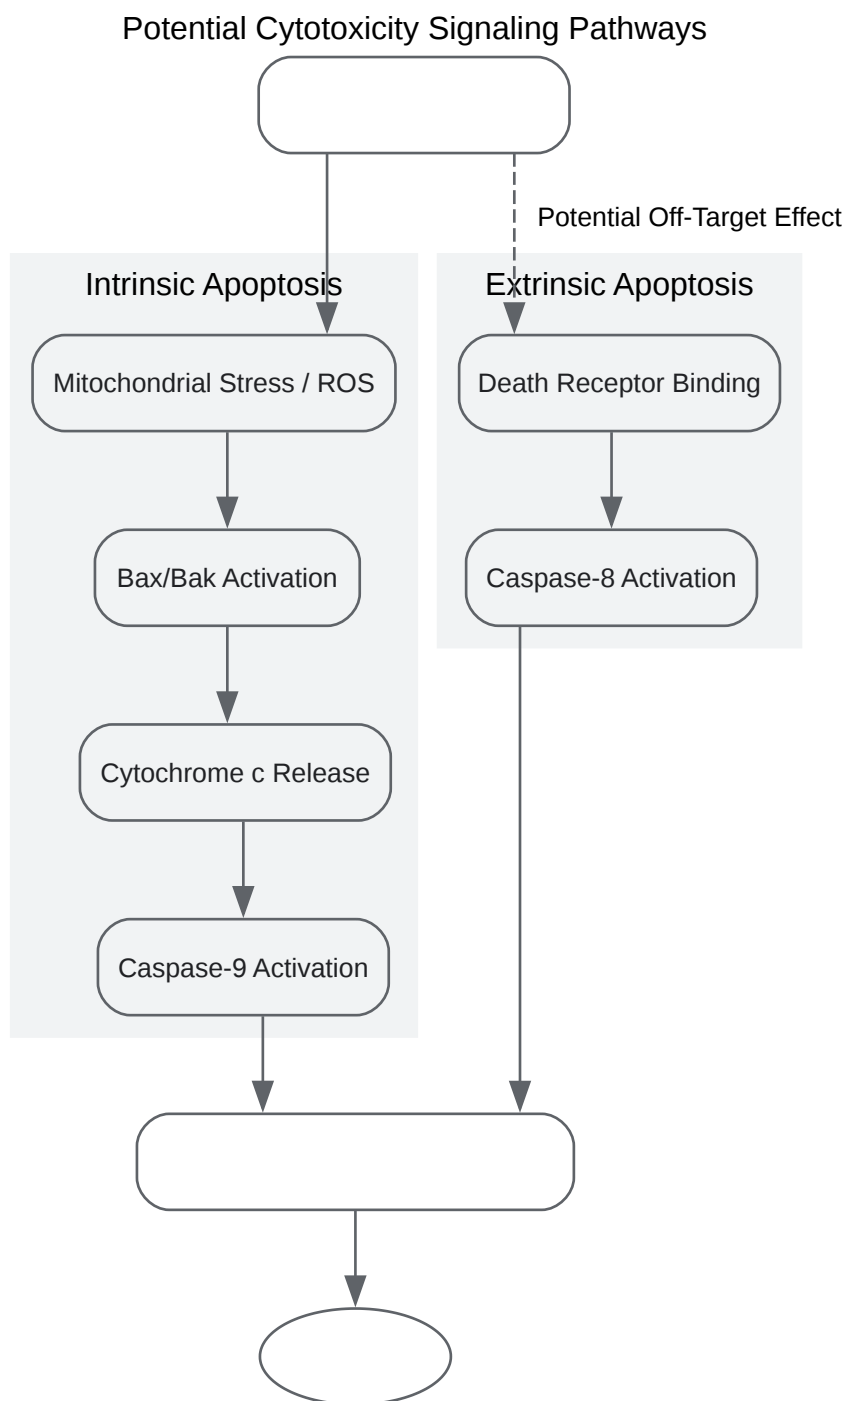 Potential Cytotoxicity Signaling Pathways
Potential Off-Target Effect
Intrinsic Apoptosis
Extrinsic Apoptosis
Mitochondrial Stress / ROS
Death Receptor Binding
Bax/Bak Activation
Caspase-8 Activation
Cytochrome c Release
Caspase-9 Activation